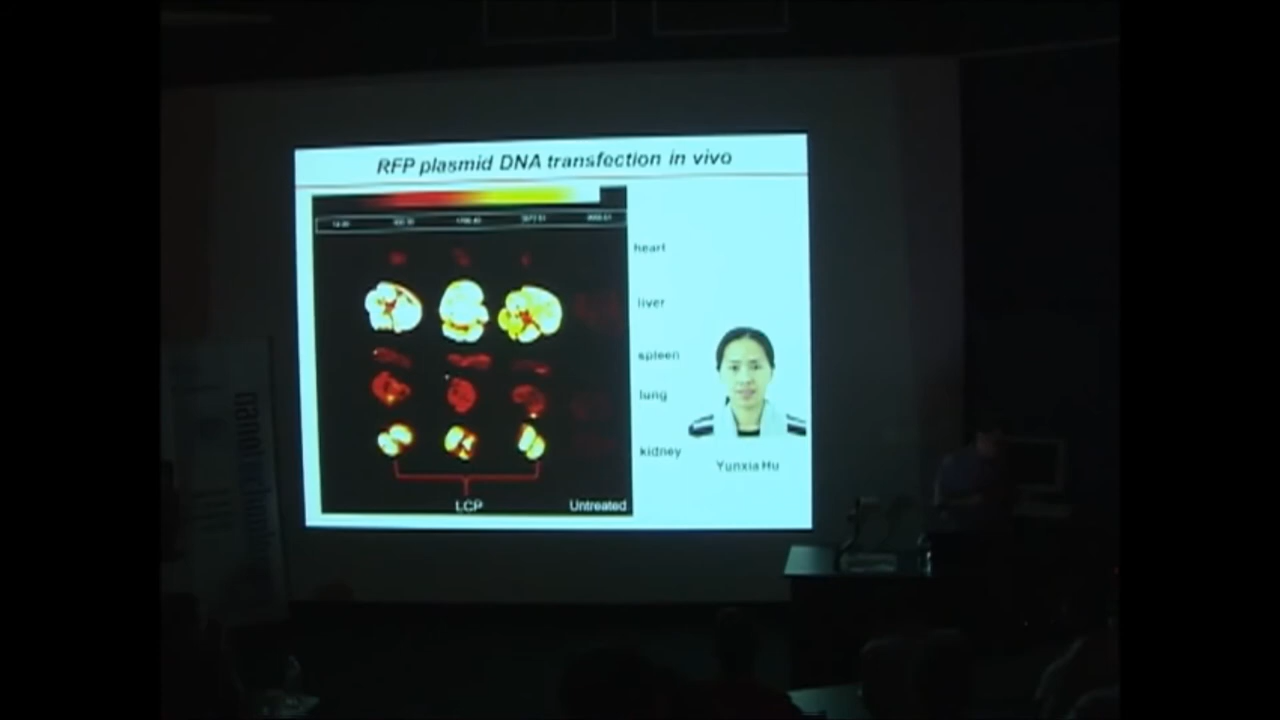 RFP plasmid DNA transfection in vivo
heart
liver
spleen
lung
kidney
Yunxia Hu
LCP
Untreated